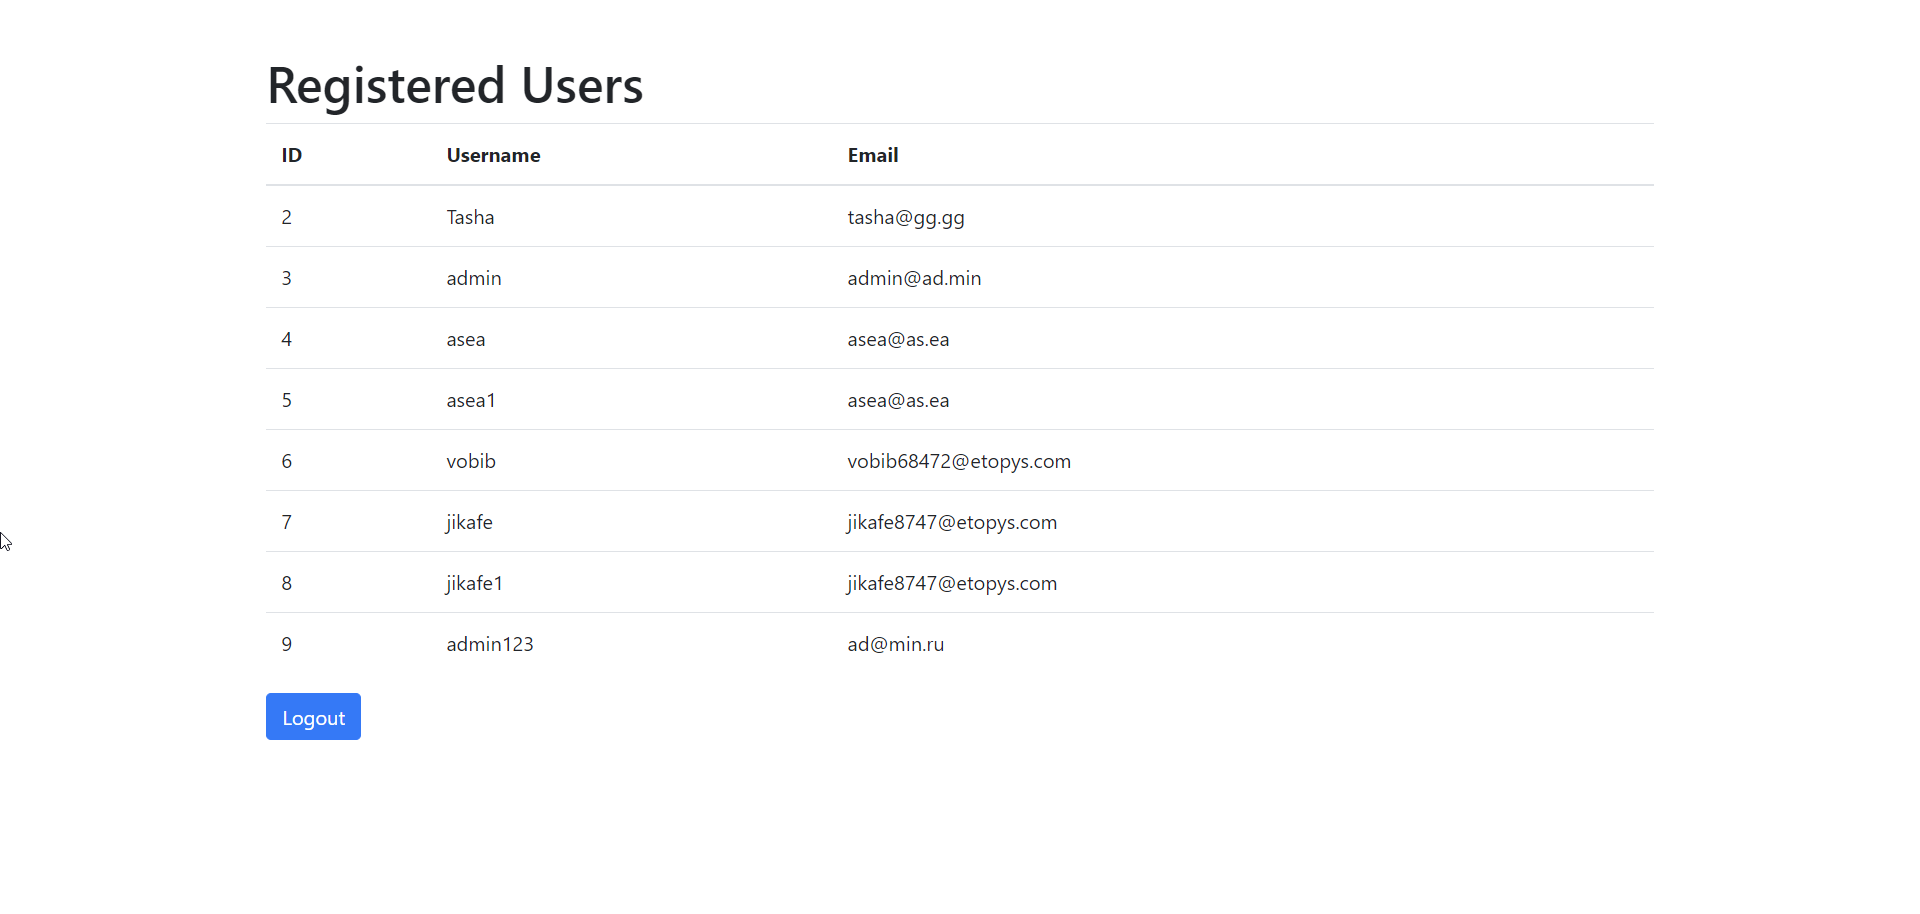 Registered Users
ID Username Email
2 Tasha tasha@gg.gg
3 admin admin@ad.min
4 asea asea@as.ea
5 asea1 asea@as.ea
6 vobib vobib68472@etopys.com
7 jikafe jikafe8747@etopys.com
8 jikafe1 jikafe8747@etopys.com
9 admin123 ad@min.ru
Logout